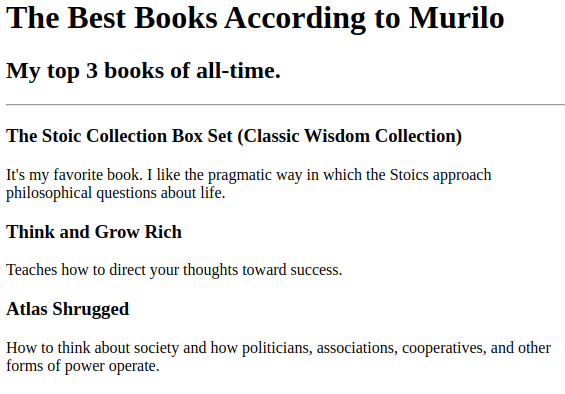 The Best Books According to Murilo
My top 3 books of all-time.
The Stoic Collection Box Set (Classic Wisdom Collection)
It's my favorite book. I like the pragmatic way in which the Stoics approach
philosophical questions about life.
Think and Grow Rich
Teaches how to direct your thoughts toward success.
Atlas Shrugged
How to think about society and how politicians, associations, cooperatives, and other
forms of power operate.